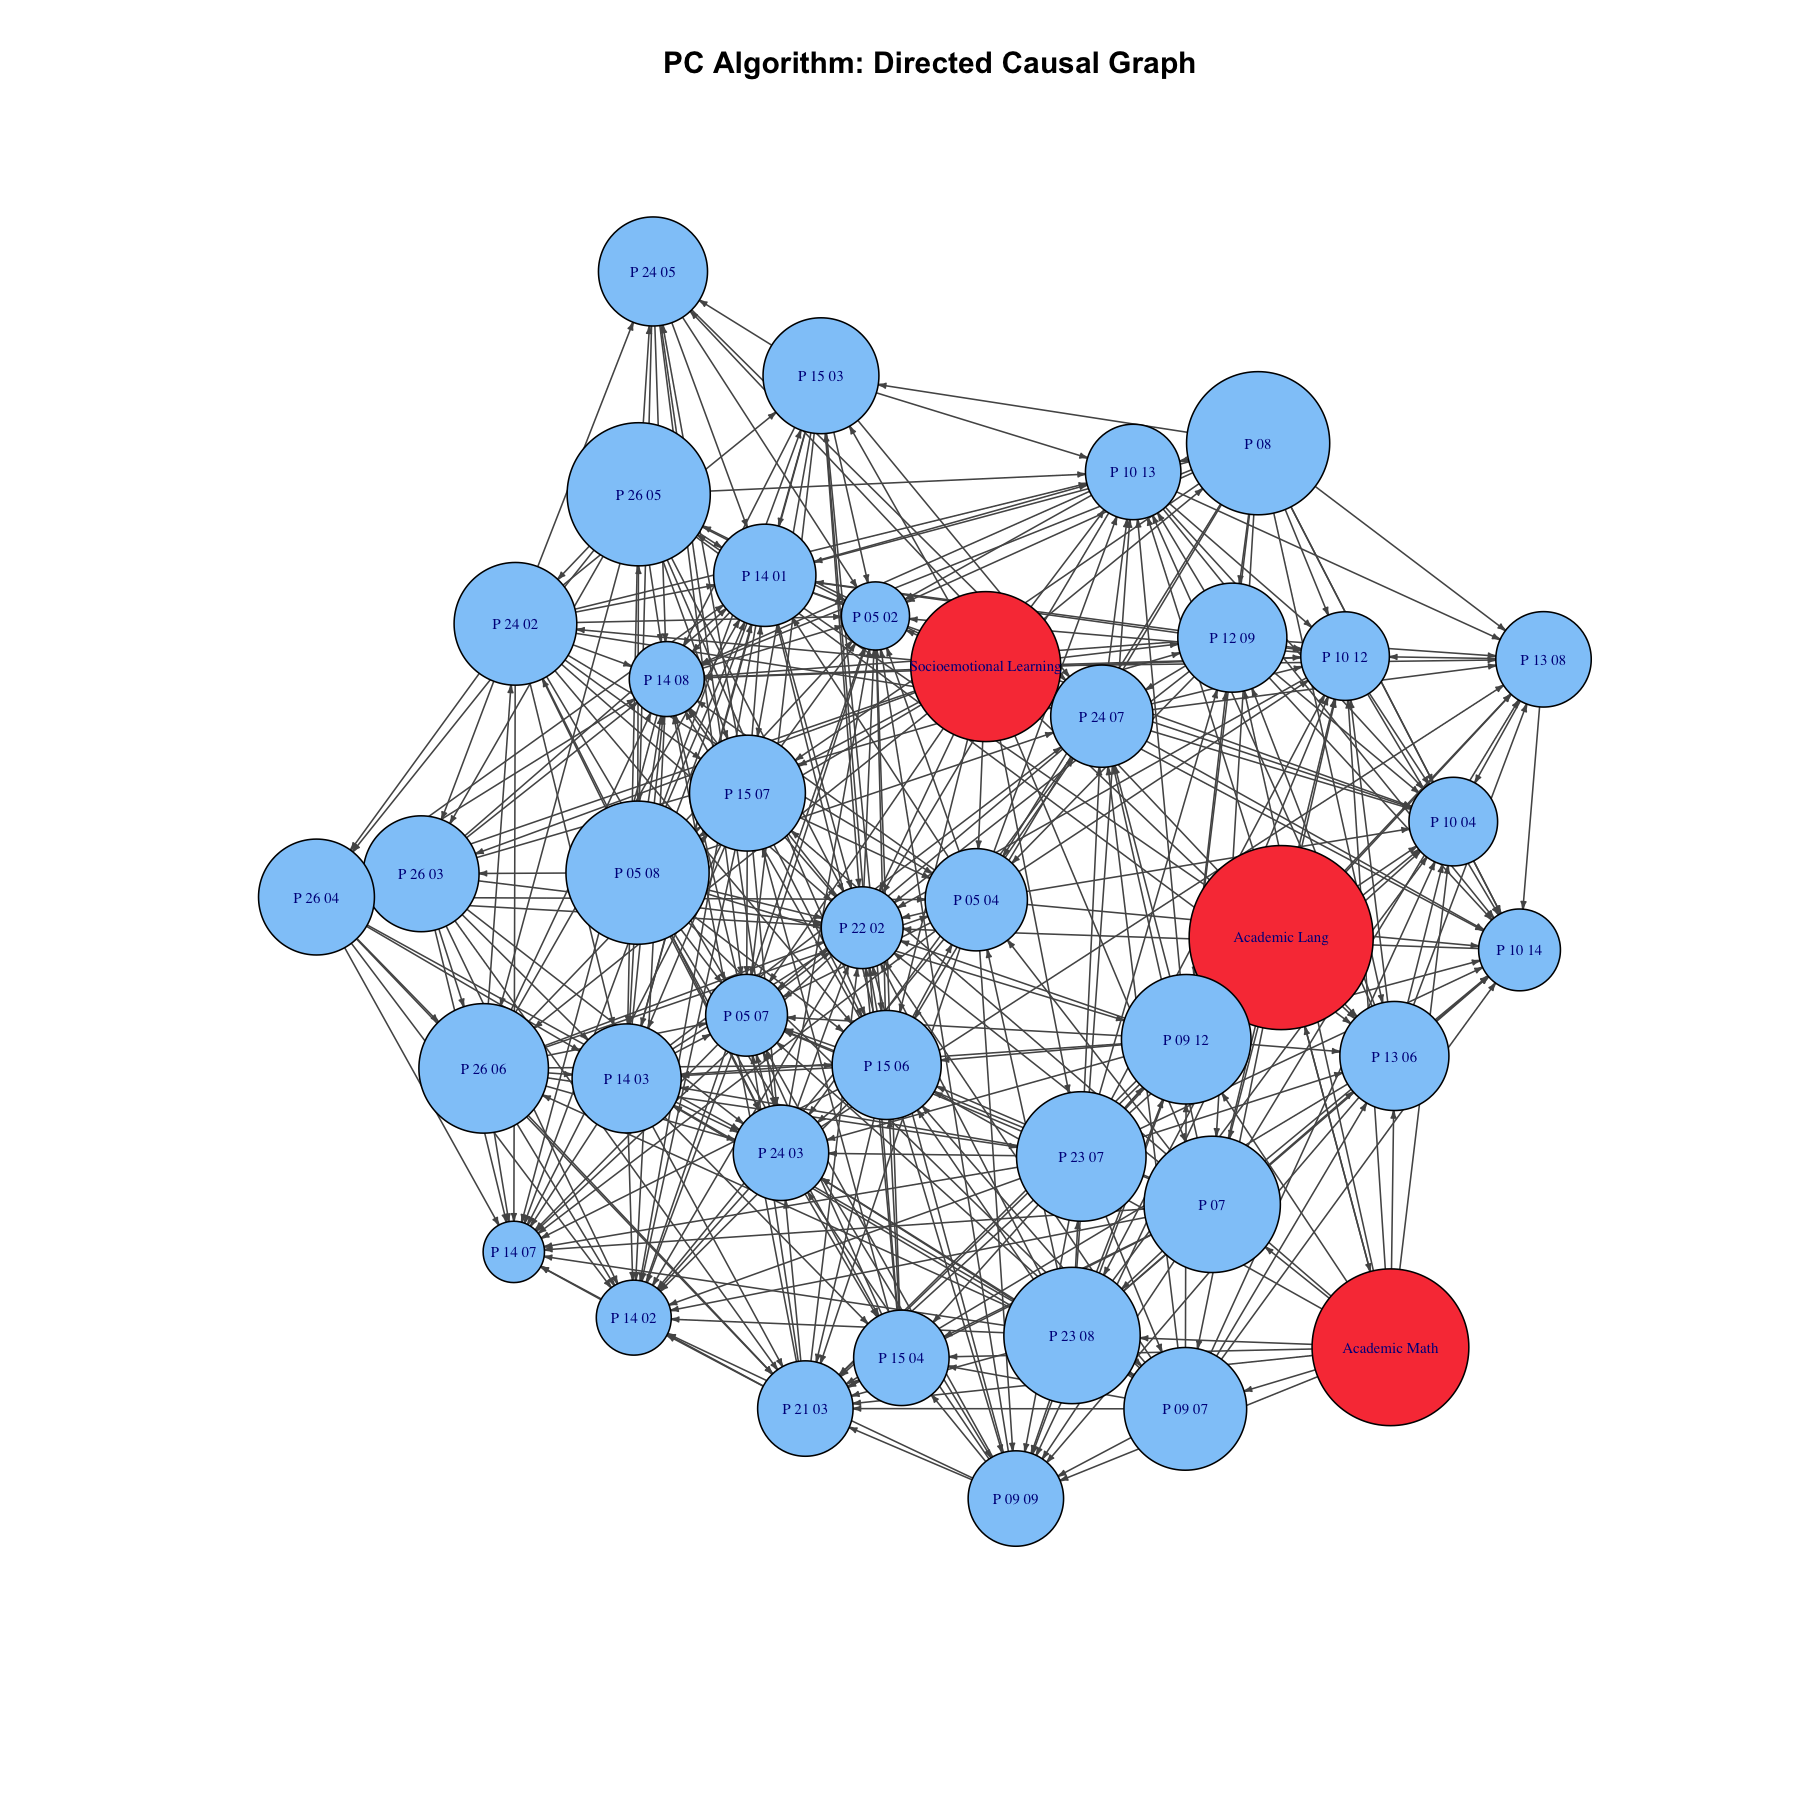 PC Algorithm: Directed Causal Graph
P 24 05
P 15 03
P 08
P 10 13
P 26 05
P 14 01
P 05 02
P 24 02
P 12 09
P 10 12
P 13 08
Socioemotional Learning
P 14 08
P 24 07
P 15 07
P 10 04
P 05 08
P 26 03
P 26 04
P 05 04
P 22 02
Academic Lang
P 10 14
P 05 07
P 09 12
P 13 06
P 15 06
P 26 06
P 14 03
P 24 03
P 23 07
P 07
P 14 07
P 14 02
P 23 08
Academic Math
P 15 04
P 21 03
P 09 07
P 09 09